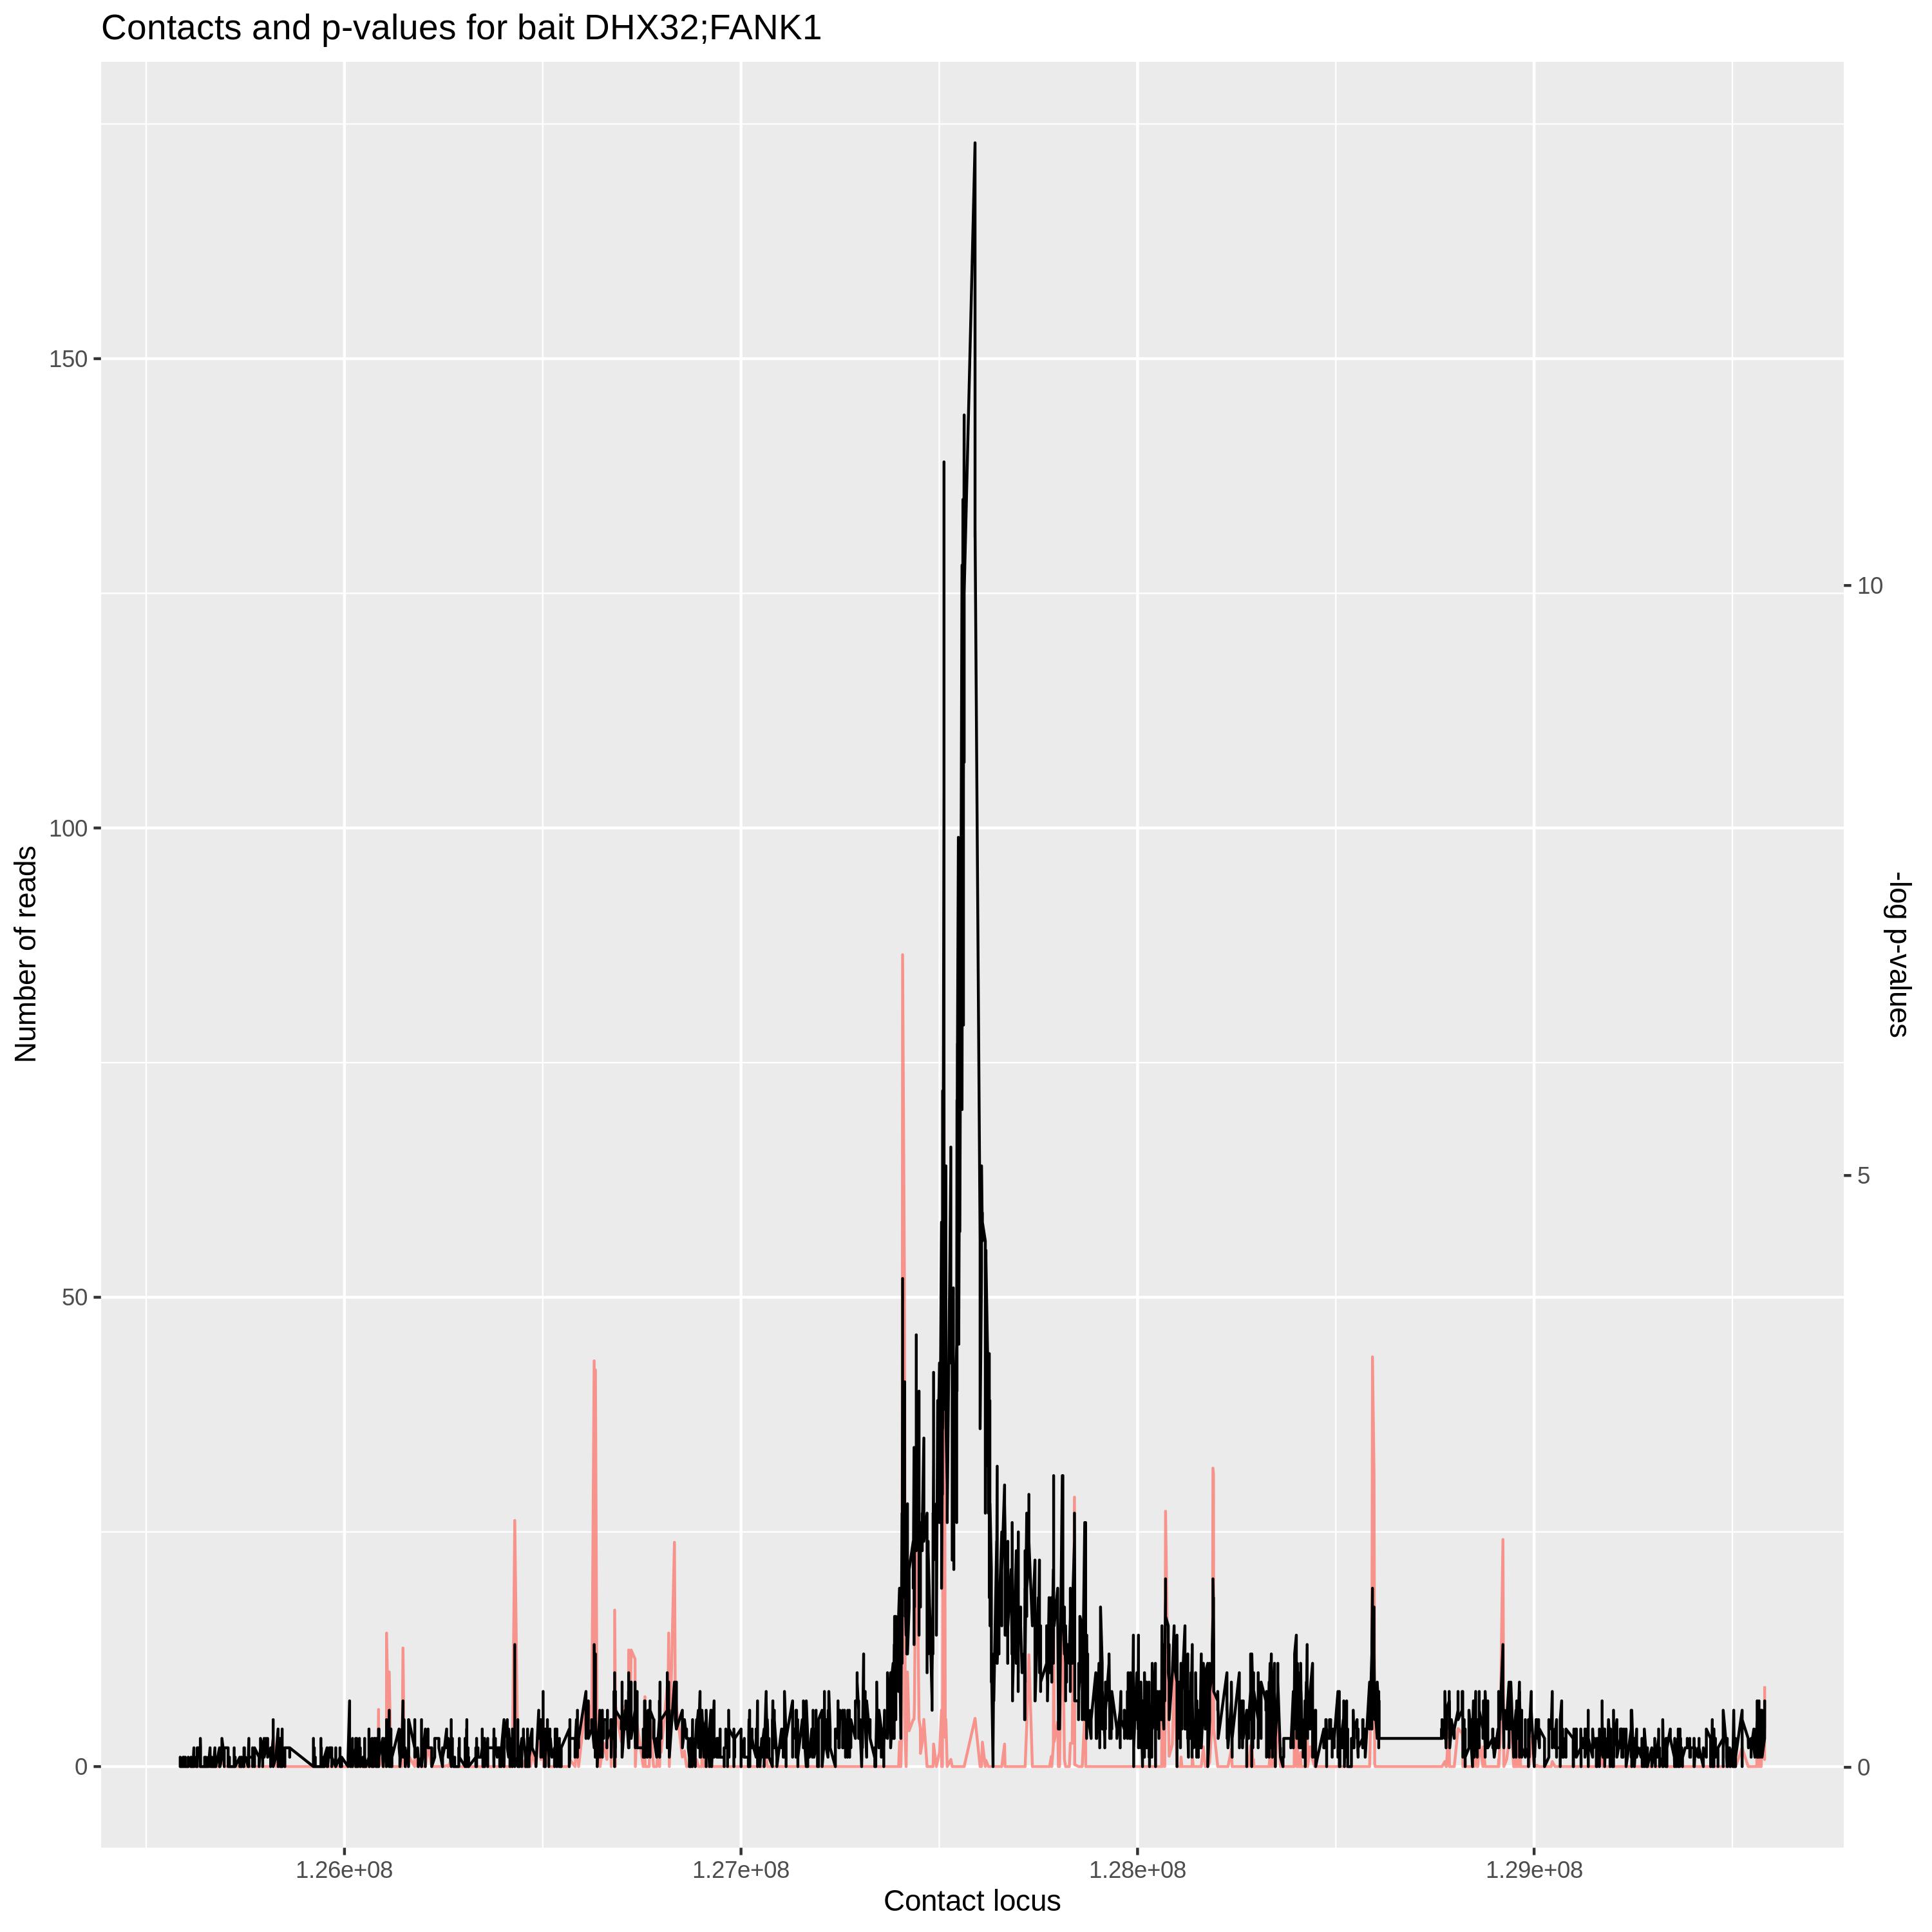 Contacts and p-values for bait DHX32;FANK1
150
100
50
0
Number of reads
10
5
0
-log p-values
1.26e+08
1.27e+08
1.28e+08
1.29e+08
Contact locus